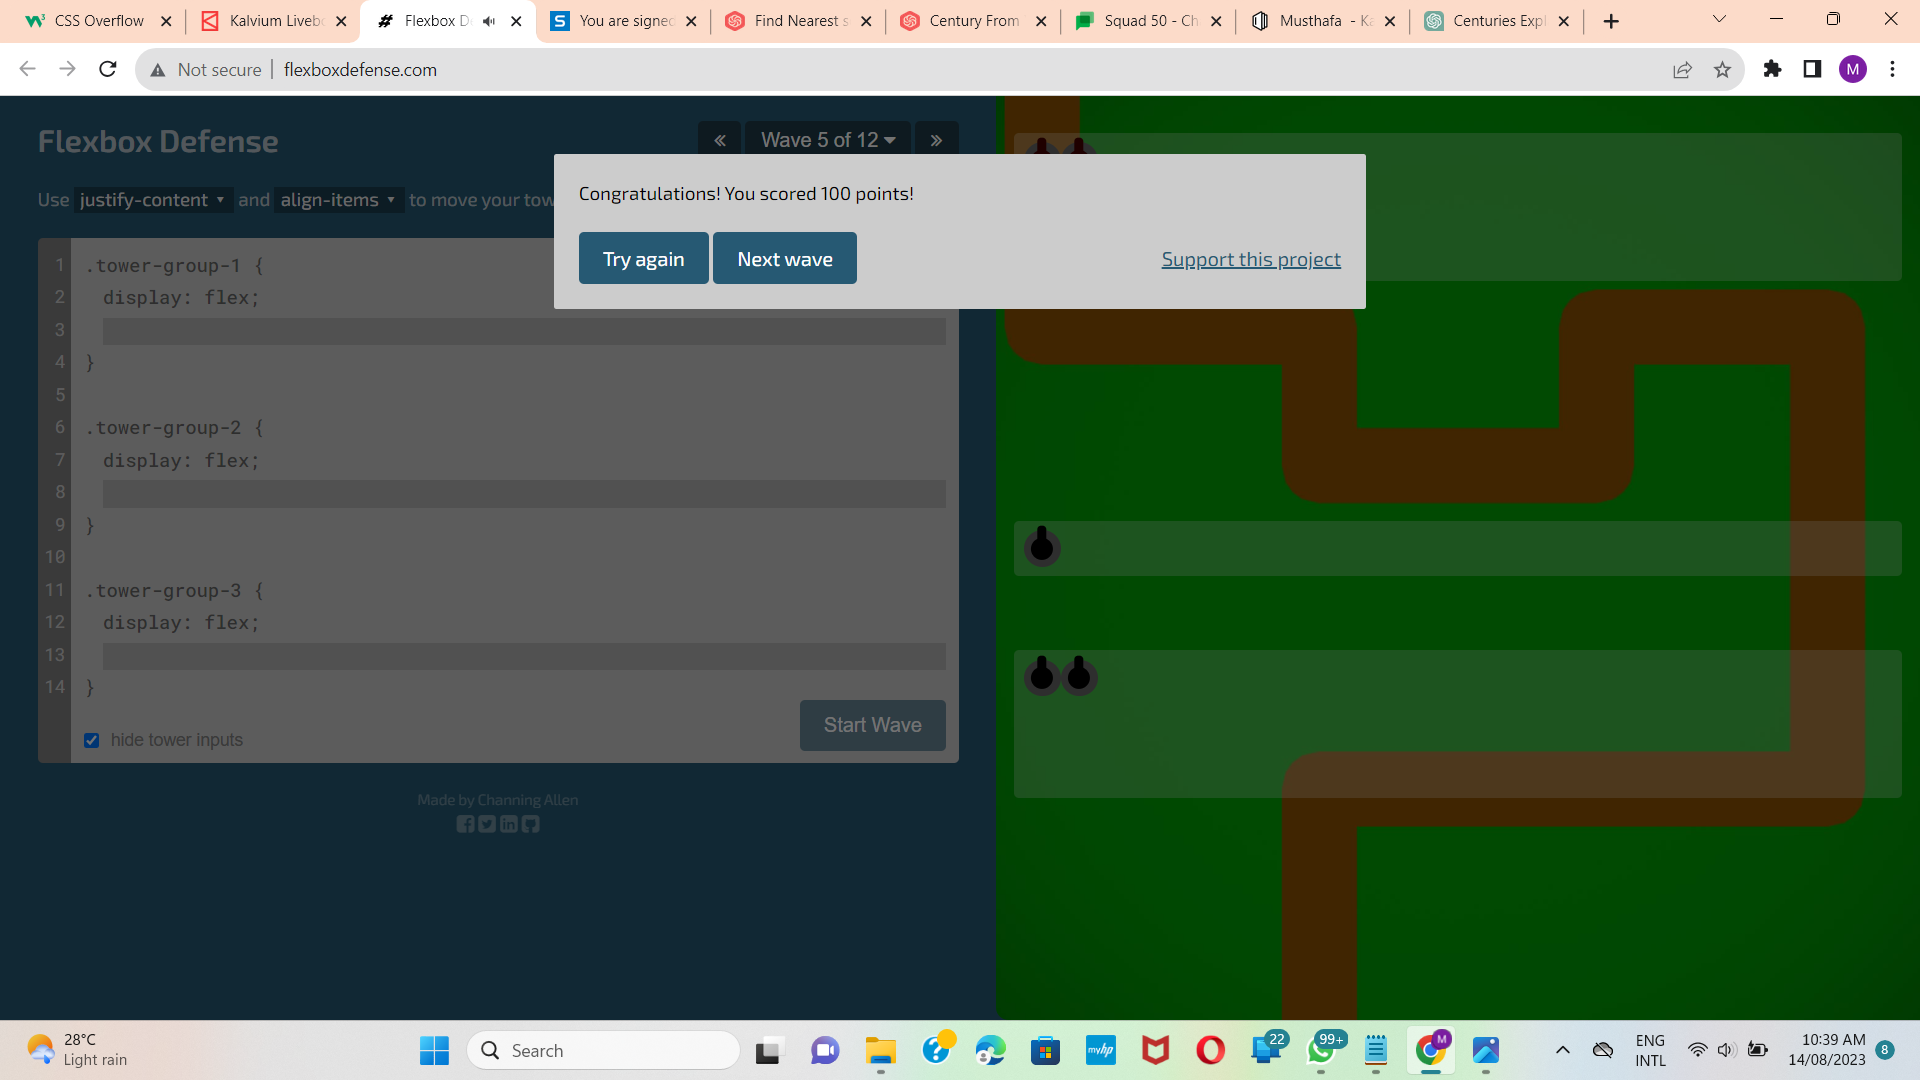 CSS Overflow
Kalvium Livebo
Flexbox D
You are signed
Find Nearest s
Century From
Squad 50 - Ch
Musthafa - Ka
Centuries Expl
Not secure
flexboxdefense.com
M
Flexbox Defense
« Wave 5 of 12 »
Use justify-content and align-items to move your tow
Congratulations! You scored 100 points!
Try again
Next wave
Support this project
1 .tower-group-1 {
2 display: flex;
3
4 }
5
6 .tower-group-2 {
7 display: flex;
8
9 }
10
11 .tower-group-3 {
12 display: flex;
13
14 }
hide tower inputs
Start Wave
Made by Channing Allen
28°C
Light rain
Search
myhp
22
99+
M
ENG
INTL
10:39 AM
14/08/2023
8